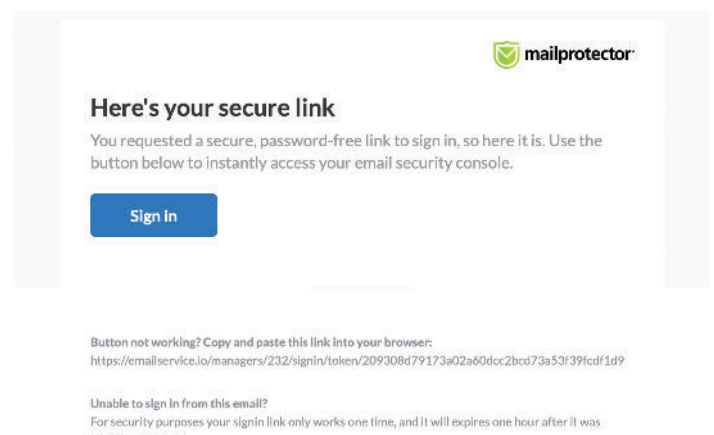 mailprotector
Here's your secure link
You requested a secure, password-free link to sign in, so here it is. Use the
button below to instantly access your email security console.
Sign in
Button not working? Copy and paste this link into your browser:
https://emailservice.io/managers/232/signin/token/209308d79173a02a60dcc2bcd73a53f39fcdf1d9
Unable to sign in from this email?
For security purposes your signin link only works one time, and it will expires one hour after it was